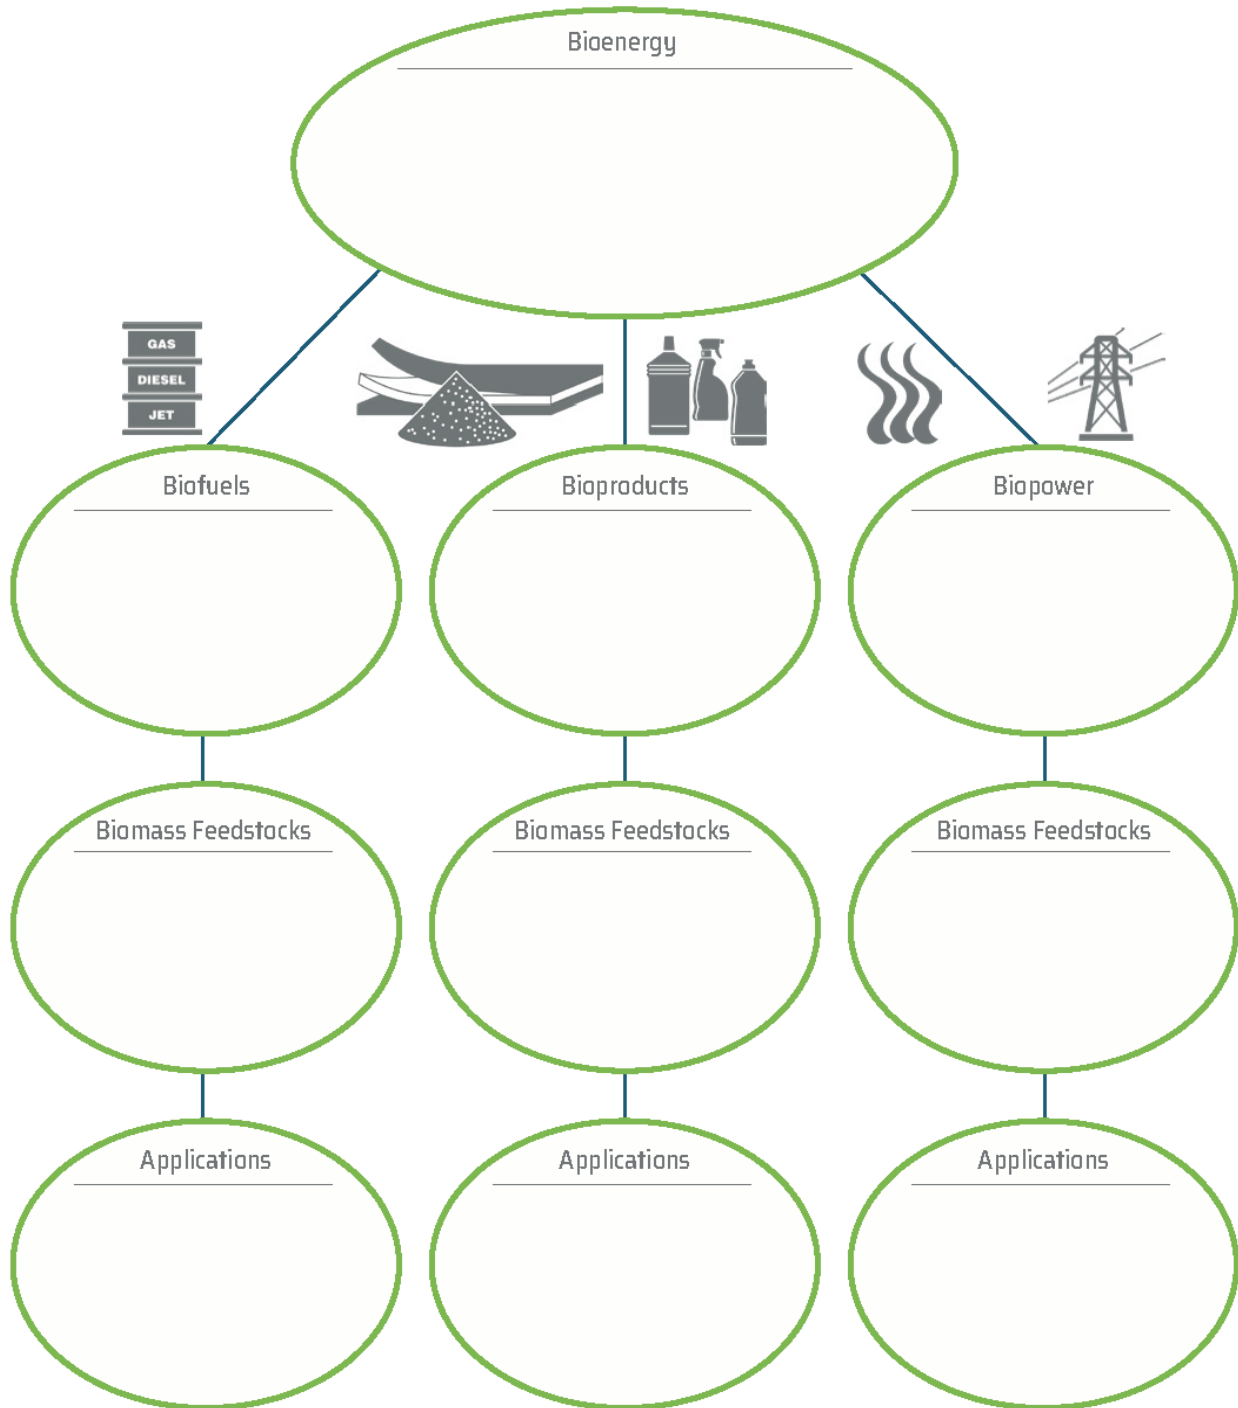 Bioenergy
GAS
DIESEL
JET
Biofuels
Bioproducts
Biopower
Biomass Feedstocks
Biomass Feedstocks
Biomass Feedstocks
Applications
Applications
Applications